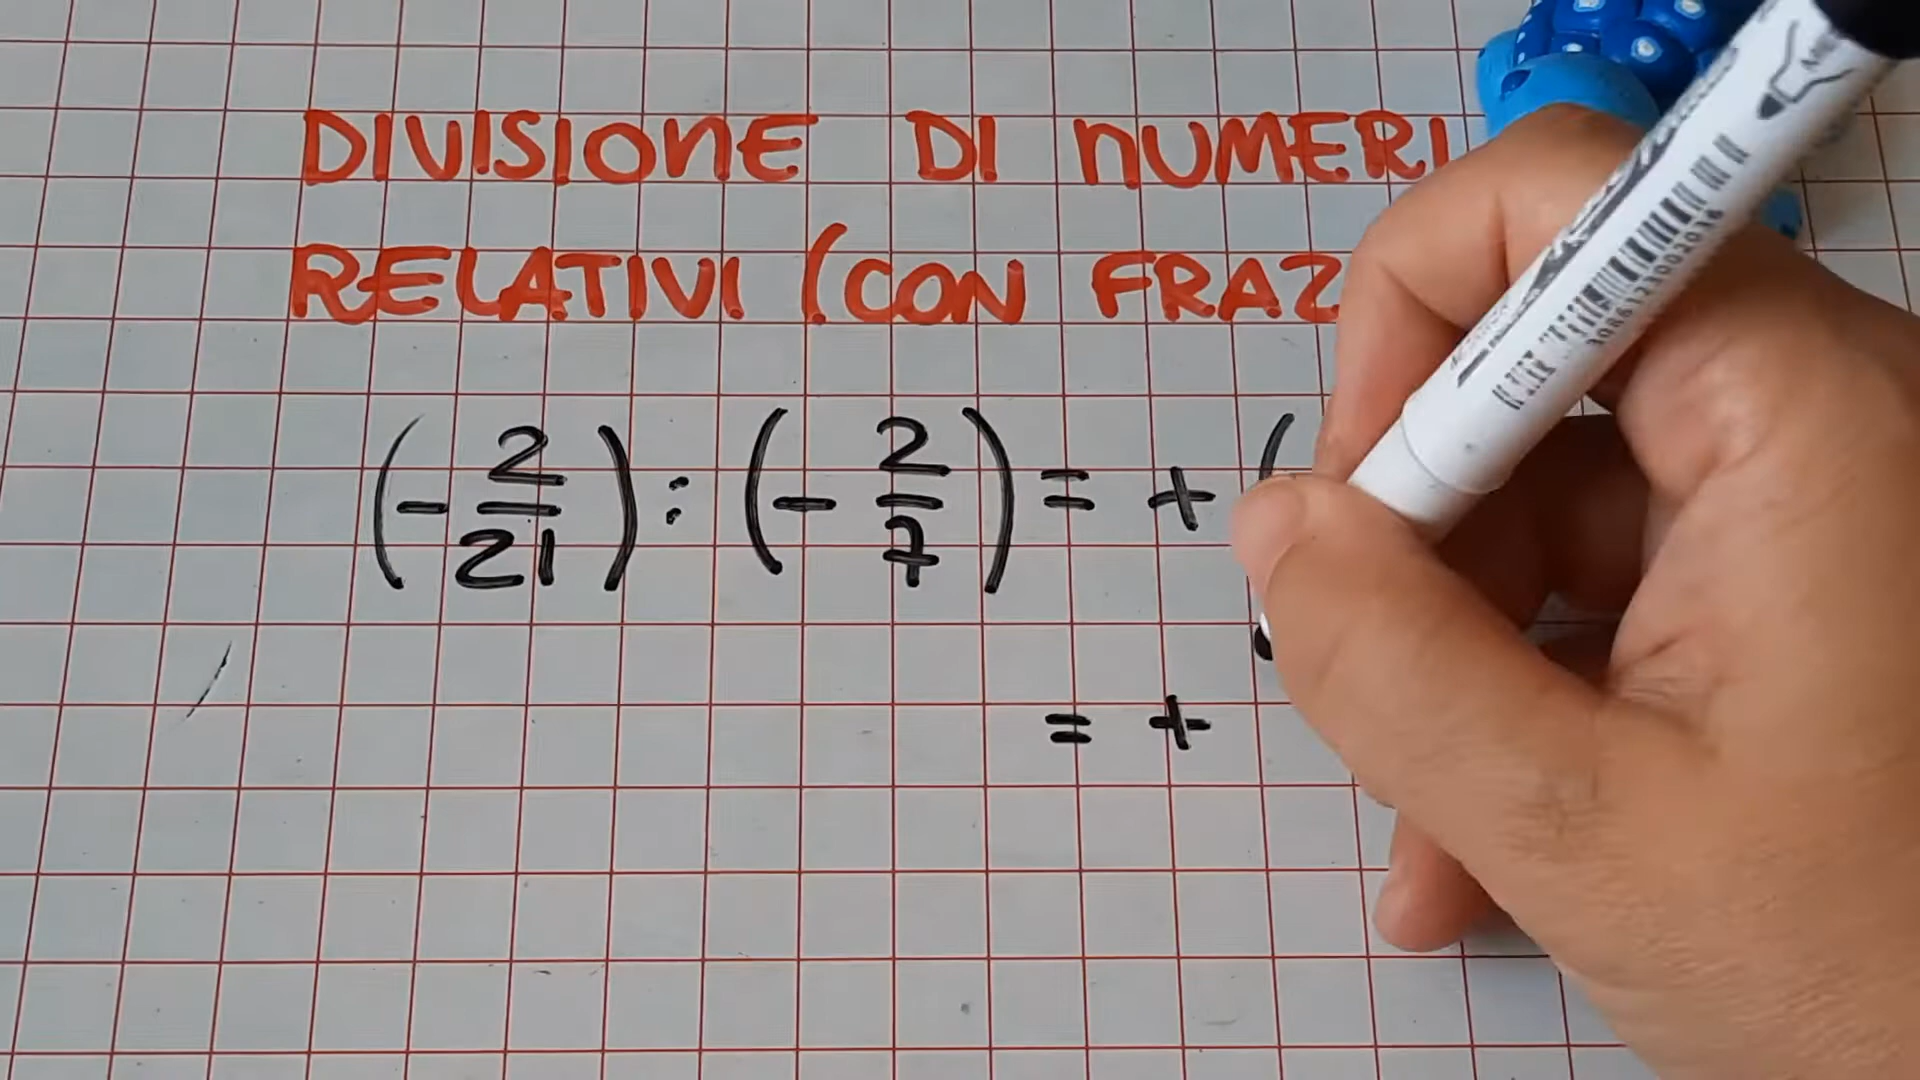 DIVISIONE DI NUMERI
RELATIVI (CON FRAZ
(-2/21) : (-2/7) = + (
= +